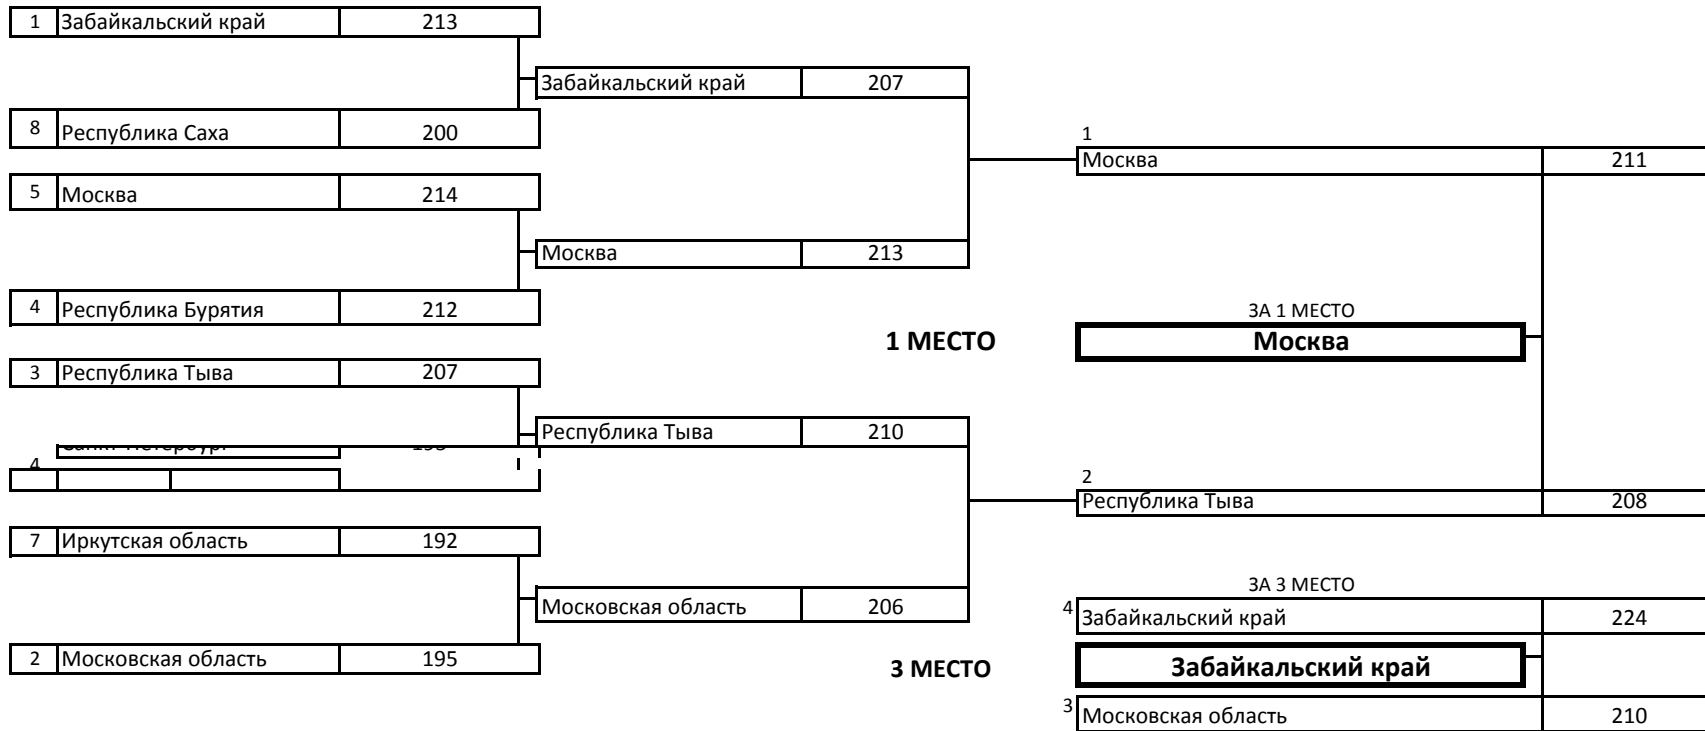 1 Забайкальский край 213
Забайкальский край 207
8 Республика Саха 200
1
Москва 211
5 Москва 214
Москва 213
4 Республика Бурятия 212
ЗА 1 МЕСТО
1 МЕСТО Москва
3 Республика Тыва 207
Республика Тыва 210
4
2
Республика Тыва 208
7 Иркутская область 192
ЗА 3 МЕСТО
Московская область 206
4 Забайкальский край 224
2 Московская область 195
3 МЕСТО Забайкальский край
3 Московская область 210